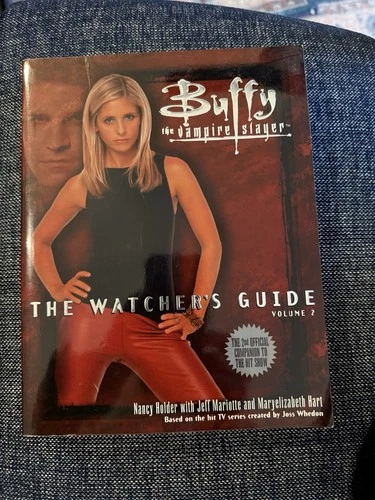 Buffy
the vampire slayer™
THE WATCHER'S GUIDE
VOLUME 2
THE 2nd OFFICIAL
COMPANION TO
THE HIT SHOW
Nancy Holder with Jeff Mariotte and Maryelizabeth Hart
Based on the hit TV series created by Joss Whedon